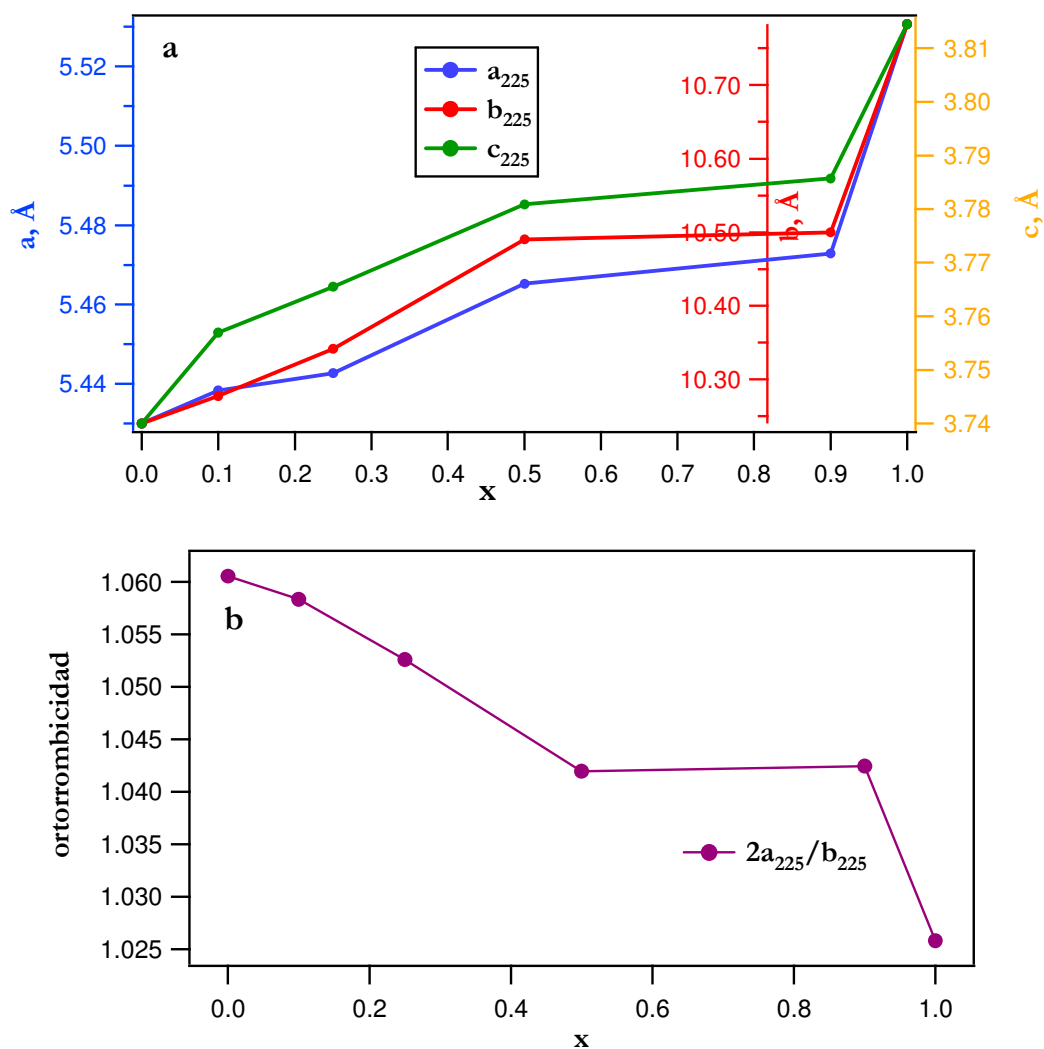 a
a₂₂₅
b₂₂₅
c₂₂₅
5.52
5.50
5.48
5.46
5.44
a, Å
10.70
10.60
10.50
10.40
10.30
b, Å
3.81
3.80
3.79
3.78
3.77
3.76
3.75
3.74
c, Å
0.0 0.1 0.2 0.3 0.4 0.5 0.6 0.7 0.8 0.9 1.0
x
b
1.060
1.055
1.050
1.045
1.040
1.035
1.030
1.025
ortorrombicidad
2a₂₂₅/b₂₂₅
0.0 0.2 0.4 0.6 0.8 1.0
x